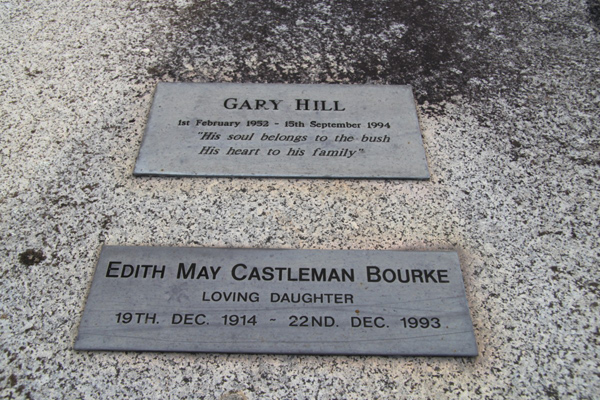 GARY HILL
1st February 1952 - 15th September 1994
"His soul belongs to the bush
His heart to his family"
EDITH MAY CASTLEMAN BOURKE
LOVING DAUGHTER
19TH. DEC. 1914 - 22ND. DEC. 1993